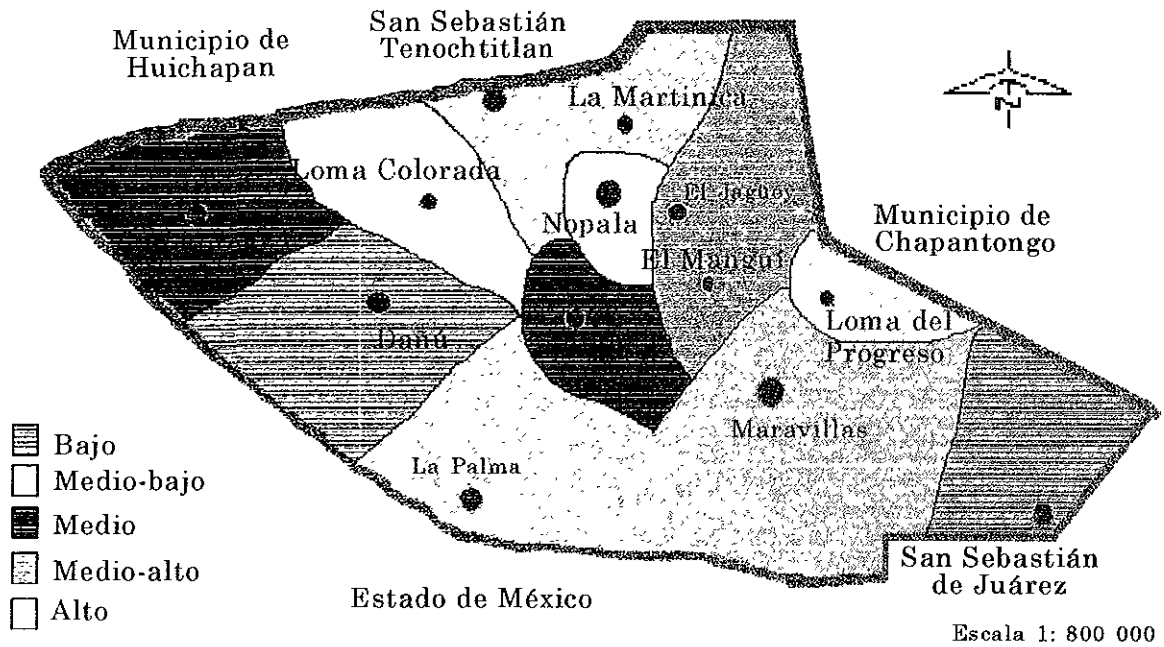 Municipio de
Huichapan
San Sebastián
Tenochtitlan
La Martinica
N
Loma Colorada
El Jagüey
Nopala
Municipio de
Chapantongo
El Mangüí
Loma del
Progreso
Dañú
Maravillas
La Palma
Bajo
Medio-bajo
Medio
Medio-alto
Alto
San Sebastián
de Juárez
Estado de México
Escala 1: 800 000